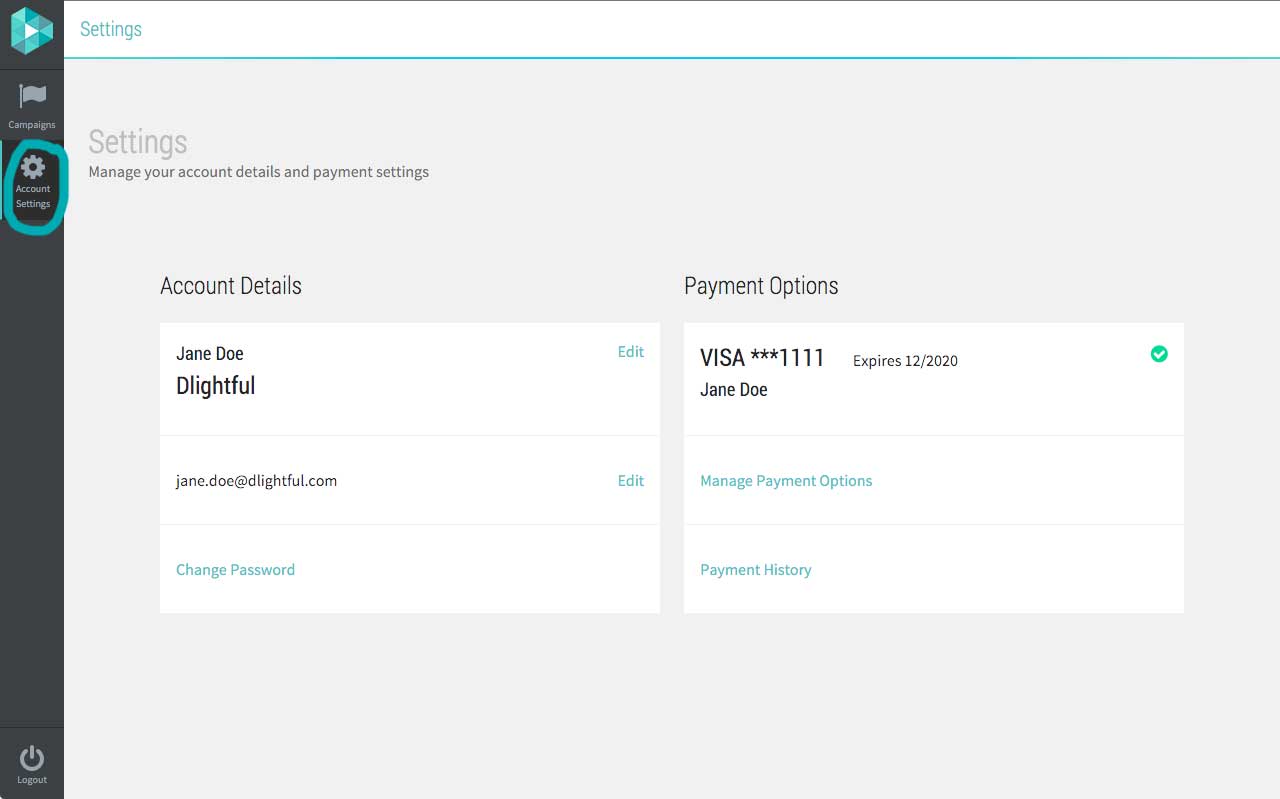 Settings
Campaigns
Account
Settings
Settings
Manage your account details and payment settings
Account Details
Jane Doe
Edit
Dlightful
jane.doe@dlightful.com
Edit
Change Password
Payment Options
VISA ***1111 Expires 12/2020
Jane Doe
Manage Payment Options
Payment History
Logout